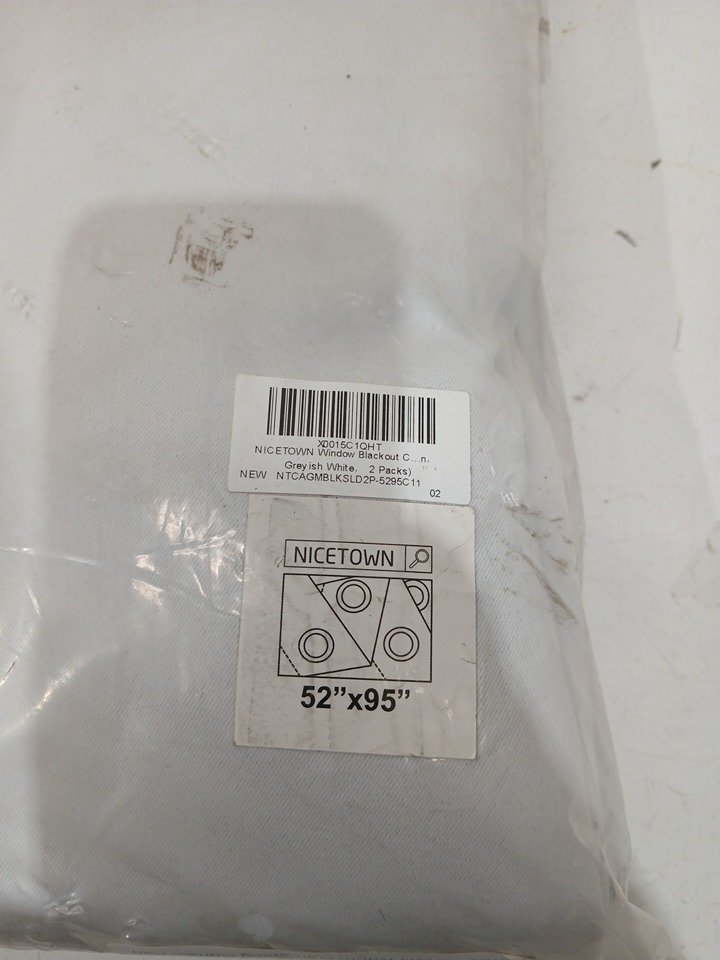 X0015C1QHT
NICETOWN Window Blackout C...n,
Greyish White, 2 Packs)
NEW NTCAGMBLKSLD2P-5295C11
02
NICETOWN
52”x95”